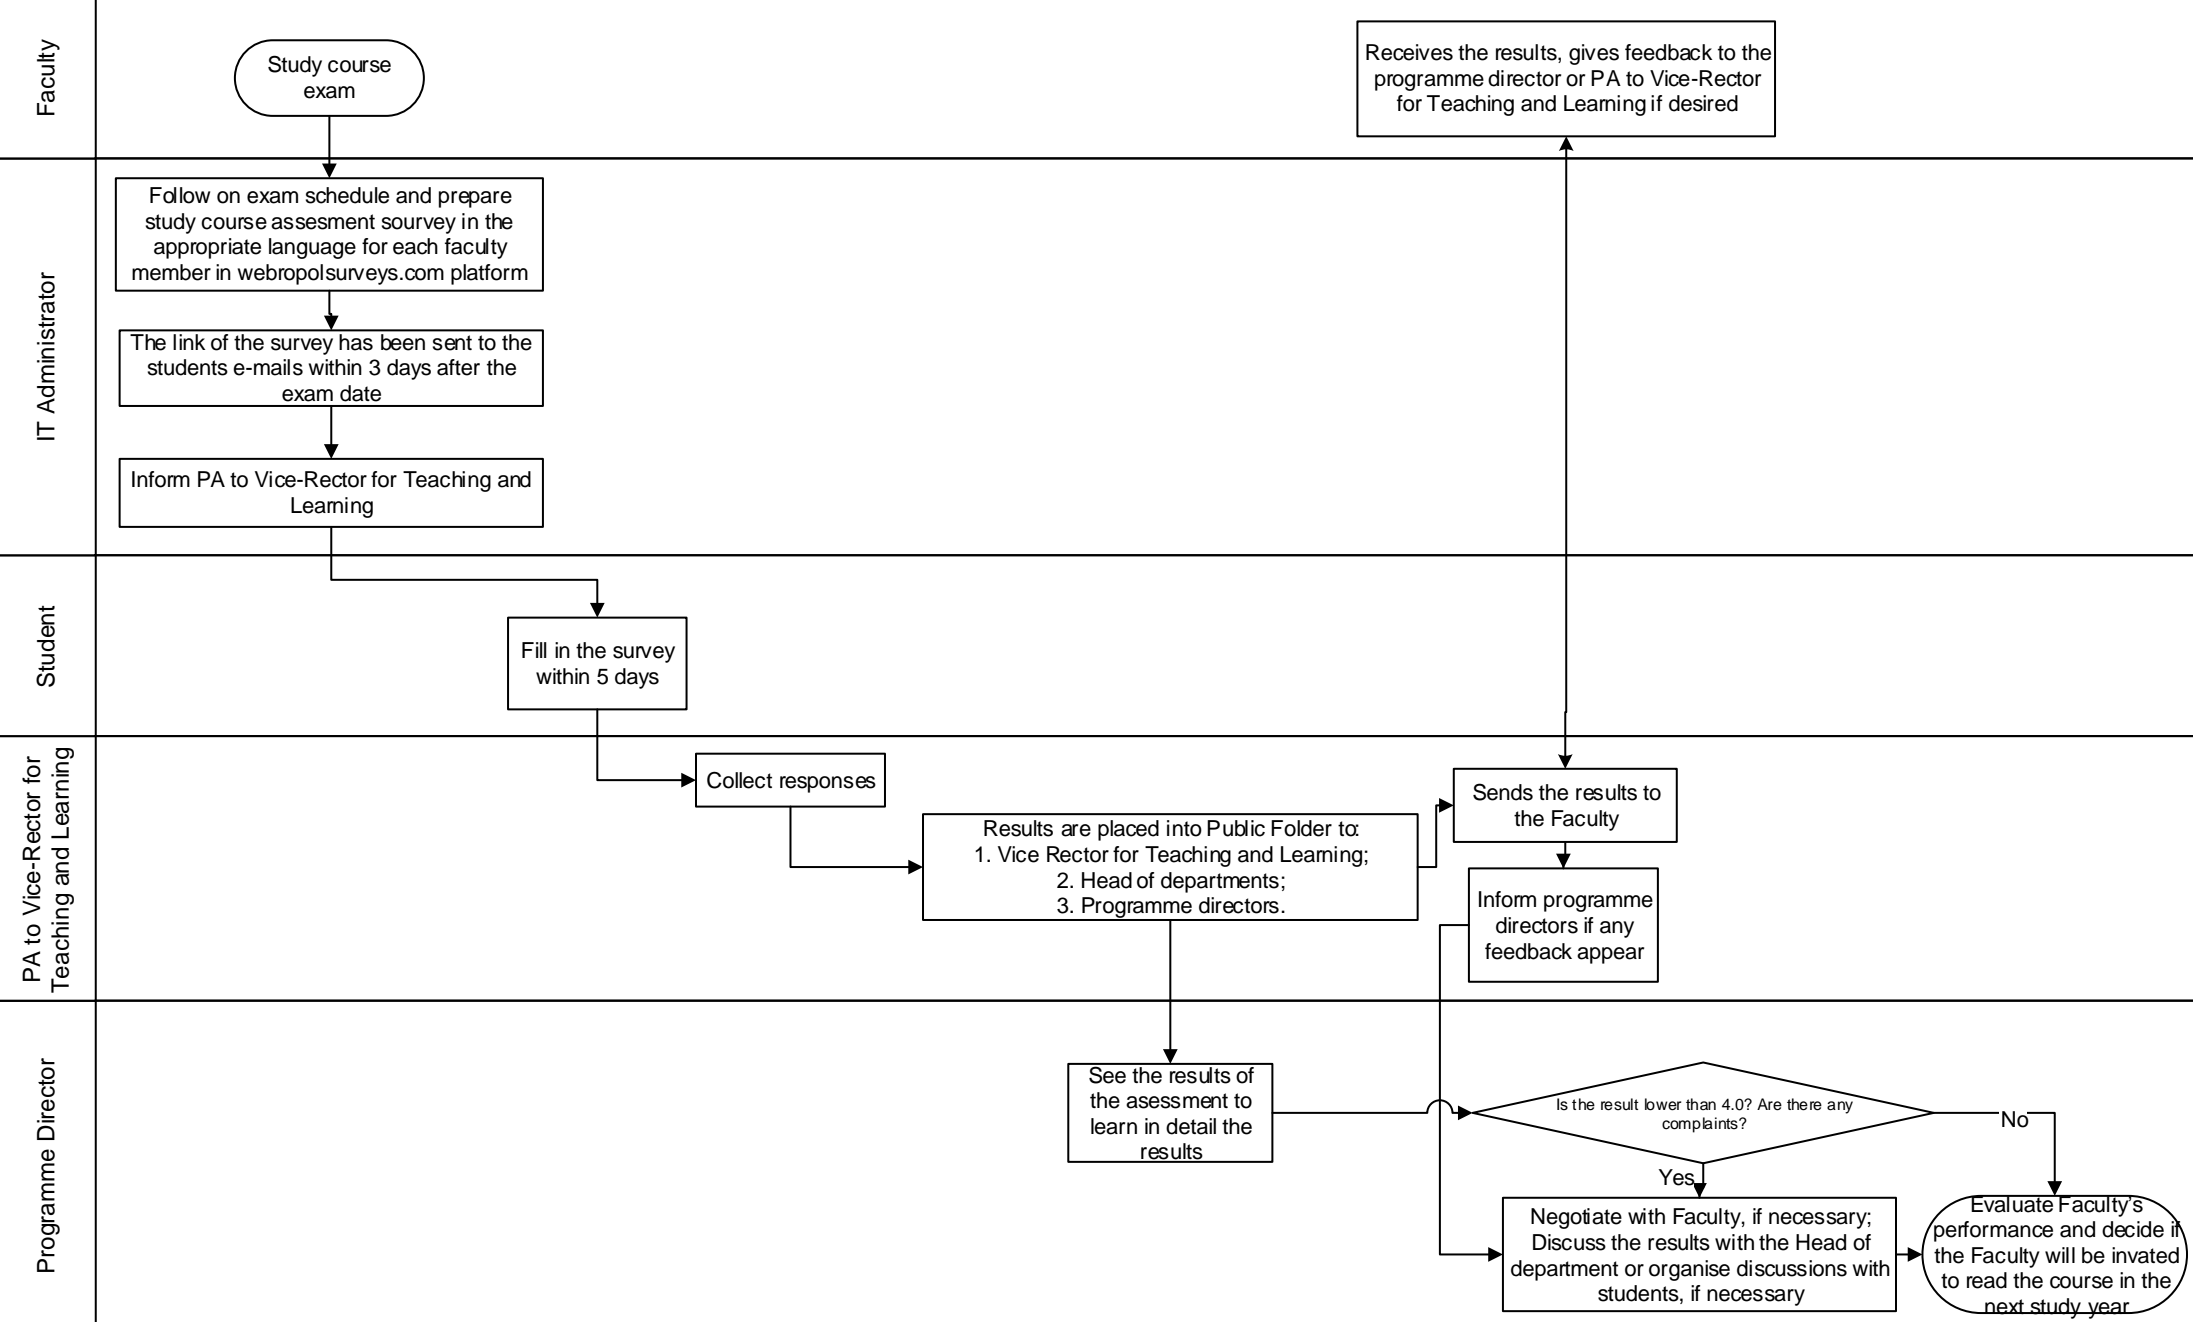 Faculty
Study course
exam
Receives the results, gives feedback to the
programme director or PA to Vice-Rector
for Teaching and Learning if desired
IT Administrator
Follow on exam schedule and prepare
study course assesment sourvey in the
appropriate language for each faculty
member in webropolsurveys.com platform
The link of the survey has been sent to the
students e-mails within 3 days after the
exam date
Inform PA to Vice-Rector for Teaching and
Learning
Student
Fill in the survey
within 5 days
PA to Vice-Rector for
Teaching and Learning
Collect responses
Results are placed into Public Folder to:
1. Vice Rector for Teaching and Learning;
2. Head of departments;
3. Programme directors.
Sends the results to
the Faculty
Inform programme
directors if any
feedback appear
Programme Director
See the results of
the asessment to
learn in detail the
results
Is the result lower than 4.0? Are there any
complaints?
No
Yes
Negotiate with Faculty, if necessary;
Discuss the results with the Head of
department or organise discussions with
students, if necessary
Evaluate Faculty's
performance and decide if
the Faculty will be invated
to read the course in the
next study year